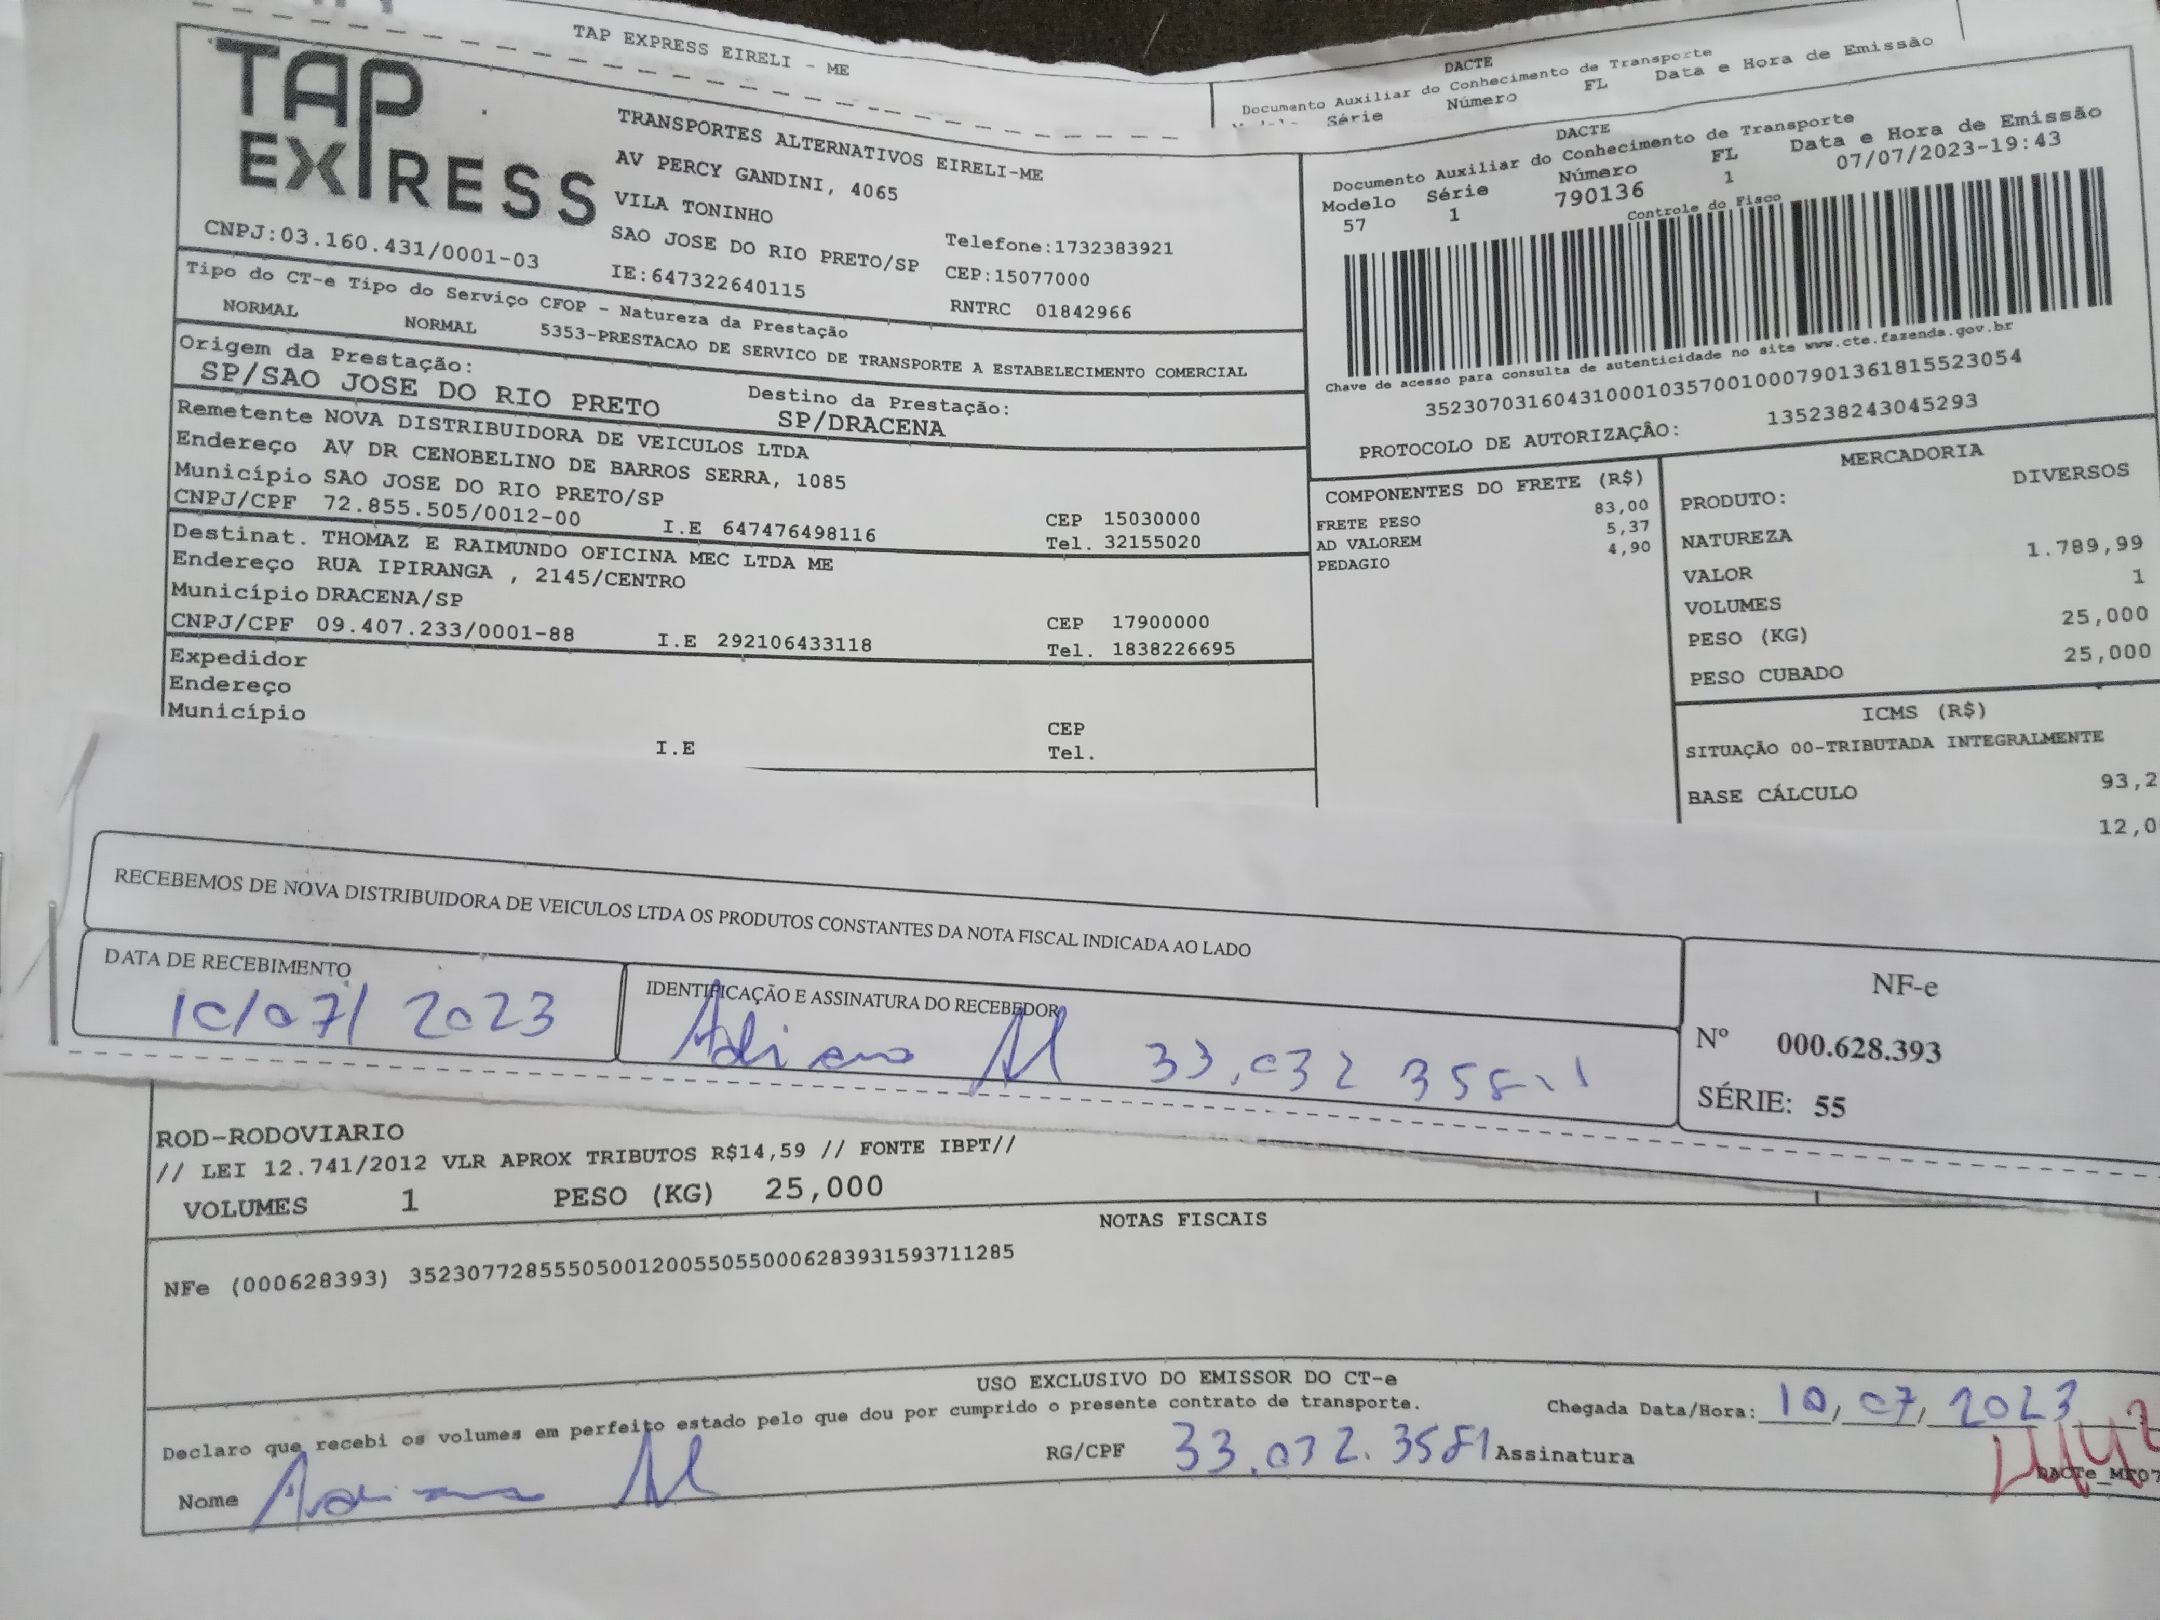 TAP EXPRESS EIRELI - ME
DACTE
Documento Auxiliar do Conhecimento de Transporte
Série Número FL Data e Hora de Emissão
TAP
EXPRESS
CNPJ:03.160.431/0001-03
TRANSPORTES ALTERNATIVOS EIRELI-ME
AV PERCY GANDINI, 4065
VILA TONINHO
SAO JOSE DO RIO PRETO/SP
IE:647322640115
Telefone:1732383921
CEP:15077000
RNTRC 01842966
DACTE
Documento Auxiliar do Conhecimento de Transporte
Modelo Série Número FL Data e Hora de Emissão
57 1 790136 1 07/07/2023-19:43
Controle do Fisco
Chave de acesso para consulta de autenticidade no site www.cte.fazenda.gov.br
35230703160431000103570010007901361815523054
PROTOCOLO DE AUTORIZAÇÃO: 135238243045293
Tipo do CT-e Tipo do Serviço CFOP - Natureza da Prestação
NORMAL NORMAL 5353-PRESTACAO DE SERVICO DE TRANSPORTE A ESTABELECIMENTO COMERCIAL
Origem da Prestação: Destino da Prestação:
SP/SAO JOSE DO RIO PRETO SP/DRACENA
Remetente NOVA DISTRIBUIDORA DE VEICULOS LTDA
Endereço AV DR CENOBELINO DE BARROS SERRA, 1085
Município SAO JOSE DO RIO PRETO/SP CEP 15030000
CNPJ/CPF 72.855.505/0012-00 I.E 647476498116 Tel. 32155020
Destinat. THOMAZ E RAIMUNDO OFICINA MEC LTDA ME
Endereço RUA IPIRANGA , 2145/CENTRO
Município DRACENA/SP CEP 17900000
CNPJ/CPF 09.407.233/0001-88 I.E 292106433118 Tel. 1838226695
Expedidor
Endereço
Município CEP
I.E Tel.
COMPONENTES DO FRETE (R$)
FRETE PESO 83,00
AD VALOREM 5,37
PEDAGIO 4,90
MERCADORIA
PRODUTO: DIVERSOS
NATUREZA
VALOR 1.789,99
VOLUMES 1
PESO (KG) 25,000
PESO CUBADO 25,000
ICMS (R$)
SITUAÇÃO 00-TRIBUTADA INTEGRALMENTE
BASE CÁLCULO 93,2
12,0
RECEBEMOS DE NOVA DISTRIBUIDORA DE VEICULOS LTDA OS PRODUTOS CONSTANTES DA NOTA FISCAL INDICADA AO LADO
DATA DE RECEBIMENTO
10/07/2023
IDENTIFICAÇÃO E ASSINATURA DO RECEBEDOR
Adriano
NF-e
Nº 000.628.393
SÉRIE: 55
ROD-RODOVIARIO
// LEI 12.741/2012 VLR APROX TRIBUTOS R$14,59 // FONTE IBPT//
VOLUMES 1 PESO (KG) 25,000
NOTAS FISCAIS
NFe (000628393) 35230772855505001200550550006283931593711285
USO EXCLUSIVO DO EMISSOR DO CT-e
Declaro que recebi os volumes em perfeito estado pelo que dou por cumprido o presente contrato de transporte.
Chegada Data/Hora: 10, 07, 2023
Nome Adriano
RG/CPF 33.032.3581 Assinatura